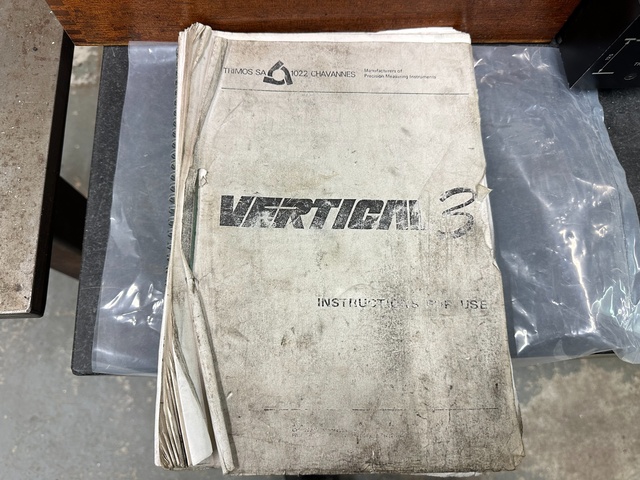 TRIMOS SA 1022 CHAVANNES
Manufacturers of
Precision Measuring Instruments
VERTICAL 3
INSTRUCTIONS FOR USE